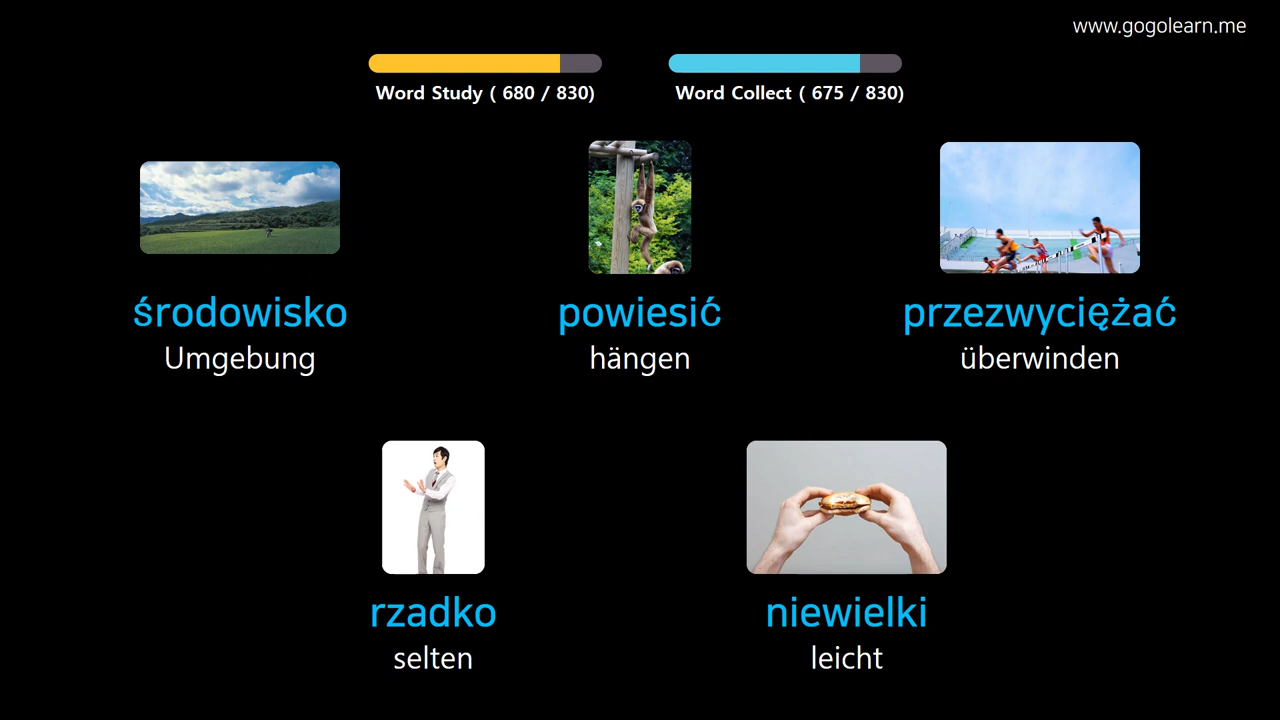 www.gogolearn.me
Word Study ( 680 / 830)
Word Collect ( 675 / 830)
środowisko
Umgebung
powiesić
hängen
przezwyciężać
überwinden
rzadko
selten
niewielki
leicht